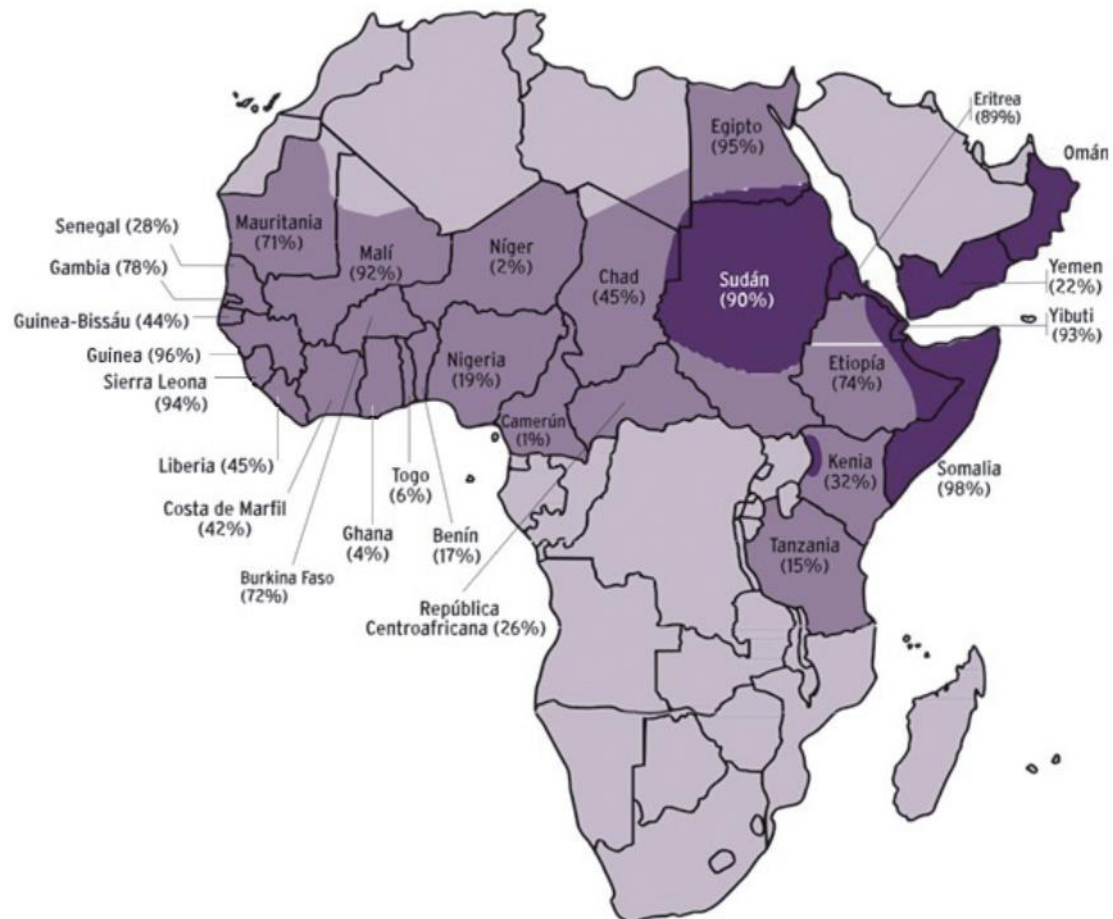 Eritrea
(89%)
Omán
Egipto
(95%)
Senegal (28%)
Mauritania
(71%)
Malí
(92%)
Níger
(2%)
Chad
(45%)
Sudán
(90%)
Yemen
(22%)
Gambia (78%)
Guinea-Bissáu (44%)
Yibuti
(93%)
Guinea (96%)
Sierra Leona
(94%)
Nigeria
(19%)
Etiopía
(74%)
Camerún
(1%)
Liberia (45%)
Kenia
(32%)
Somalia
(98%)
Costa de Marfil
(42%)
Togo
(6%)
Ghana
(4%)
Benín
(17%)
Tanzania
(15%)
Burkina Faso
(72%)
República
Centroafricana (26%)